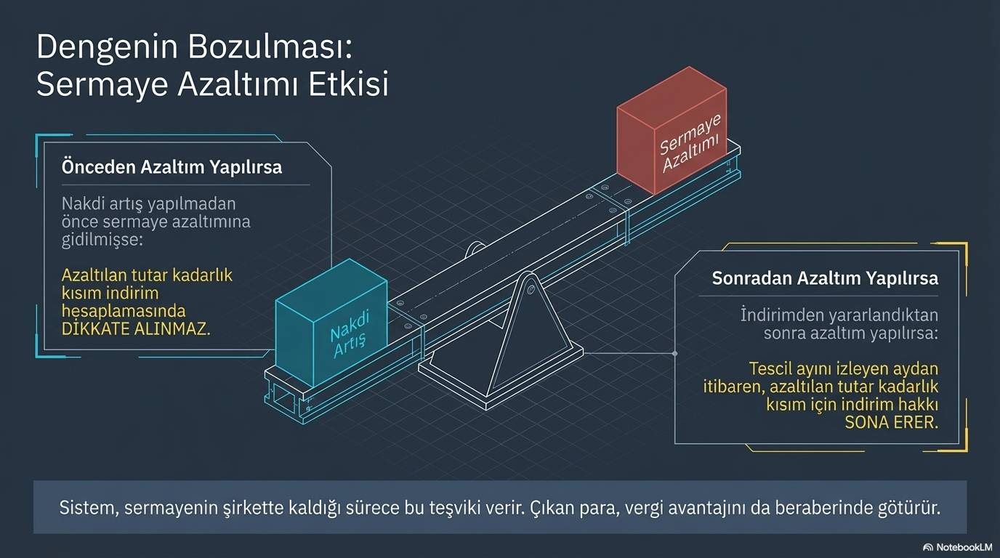 Dengenin Bozulması:
Sermaye Azaltımı Etkisi
Önceden Azaltım Yapılırsa
Nakdi artış yapılmadan
önce sermaye azaltımına
gidilmişse:
Azaltılan tutar kadarlık
kısım indirim
hesaplamasında
DİKKATE ALINMAZ.
Nakdi
Artış
Sermaye
Azaltımı
Sonradan Azaltım Yapılırsa
İndirimden yararlandıktan
sonra azaltım yapılırsa:
Tescil ayını izleyen aydan
itibaren, azaltılan tutar kadarlık
kısım için indirim hakkı
SONA ERER.
Sistem, sermayenin şirkette kaldığı sürece bu teşviki verir. Çıkan para, vergi avantajını da beraberinde götürür.
NotebookLM